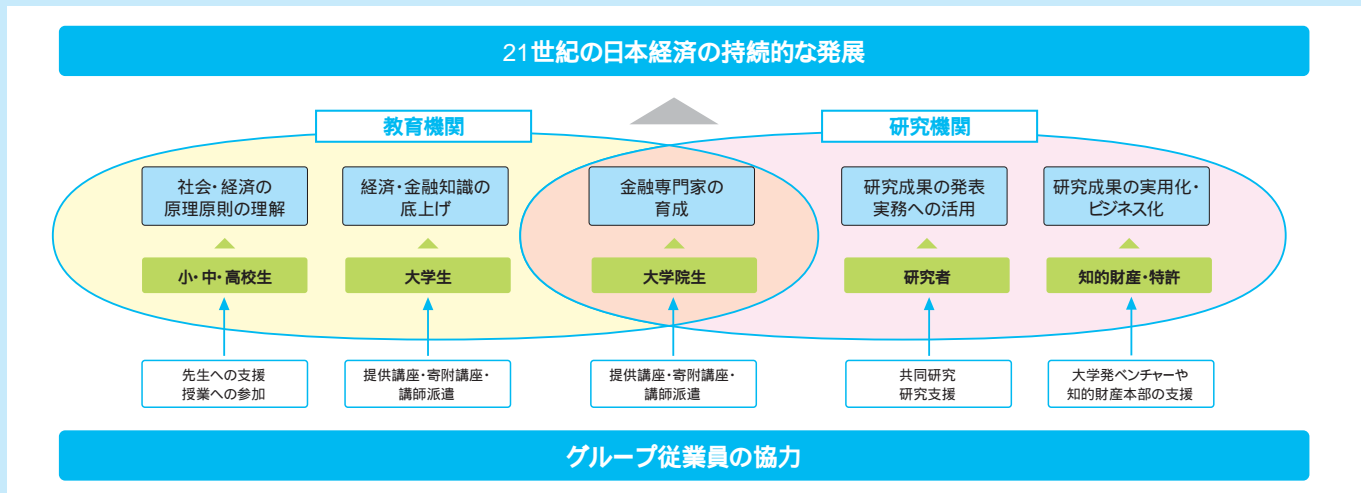 21世紀の日本経済の持続的な発展
教育機関
研究機関
社会・経済の
原理原則の理解
経済・金融知識の
底上げ
金融専門家の
育成
研究成果の発表
実務への活用
研究成果の実用化・
ビジネス化
小・中・高校生
大学生
大学院生
研究者
知的財産・特許
先生への支援
授業への参加
提供講座・寄附講座・
講師派遣
提供講座・寄附講座・
講師派遣
共同研究
研究支援
大学発ベンチャーや
知的財産本部の支援
グループ従業員の協力